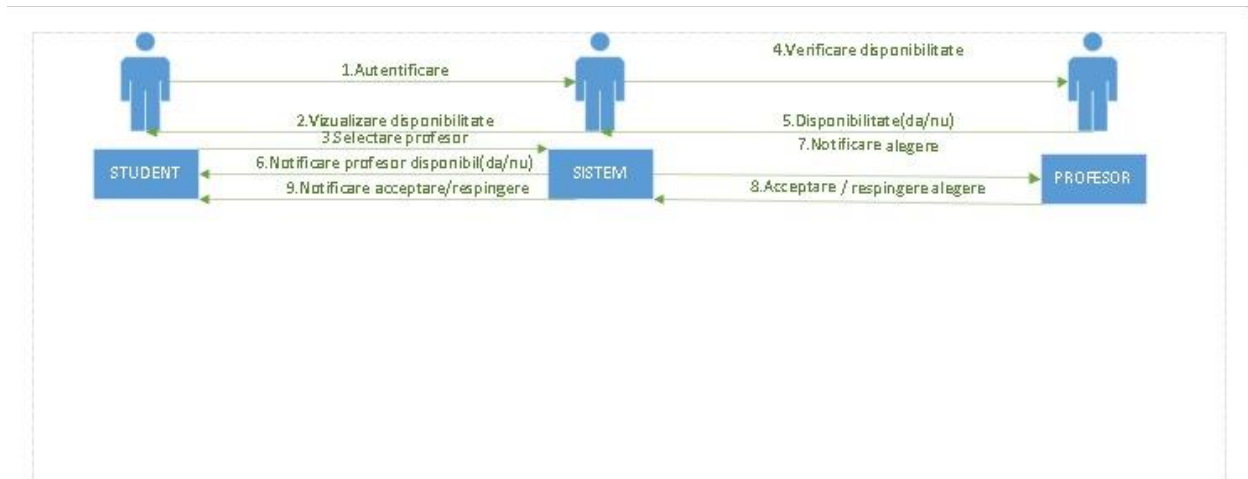 4.Verificare disponibilitate
1.Autentificare
2.Vizualizare disponibilitate
5.Disponibilitate(da/nu)
3.Selectare profesor
7.Notificare alegere
6.Notificare profesor disponibil(da/nu)
STUDENT
SISTEM
PROFESOR
9.Notificare acceptare/respingere
8.Acceptare / respingere alegere